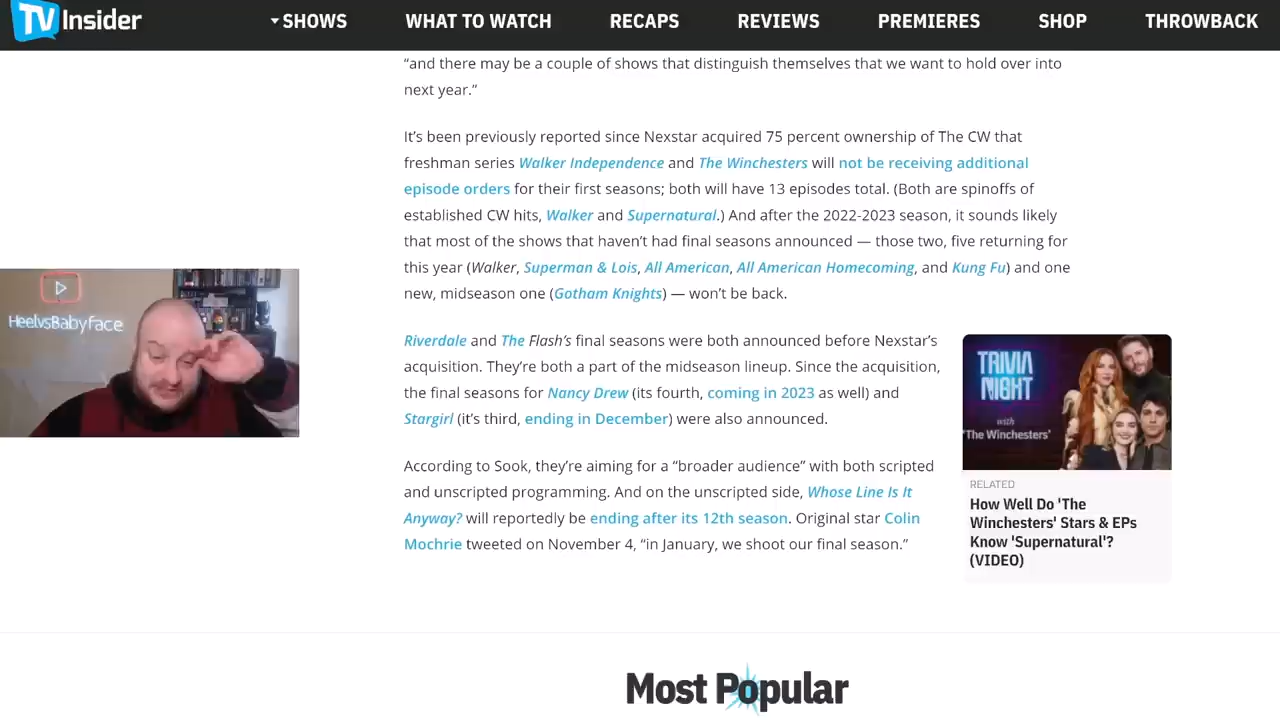 TV Insider
SHOWS
WHAT TO WATCH
RECAPS
REVIEWS
PREMIERES
SHOP
THROWBACK
“and there may be a couple of shows that distinguish themselves that we want to hold over into
next year.”
It’s been previously reported since Nexstar acquired 75 percent ownership of The CW that
freshman series Walker Independence and The Winchesters will not be receiving additional
episode orders for their first seasons; both will have 13 episodes total. (Both are spinoffs of
established CW hits, Walker and Supernatural.) And after the 2022-2023 season, it sounds likely
that most of the shows that haven’t had final seasons announced — those two, five returning for
this year (Walker, Superman & Lois, All American, All American Homecoming, and Kung Fu) and one
new, midseason one (Gotham Knights) — won’t be back.
HeelvsBabyface
Riverdale and The Flash’s final seasons were both announced before Nexstar’s
acquisition. They’re both a part of the midseason lineup. Since the acquisition,
the final seasons for Nancy Drew (its fourth, coming in 2023 as well) and
Stargirl (it’s third, ending in December) were also announced.
According to Sook, they’re aiming for a “broader audience” with both scripted
and unscripted programming. And on the unscripted side, Whose Line Is It
Anyway? will reportedly be ending after its 12th season. Original star Colin
Mochrie tweeted on November 4, “in January, we shoot our final season.”
TRIVIA
NIGHT
with
'The Winchesters'
RELATED
How Well Do 'The
Winchesters' Stars & EPs
Know 'Supernatural'?
(VIDEO)
Most Popular